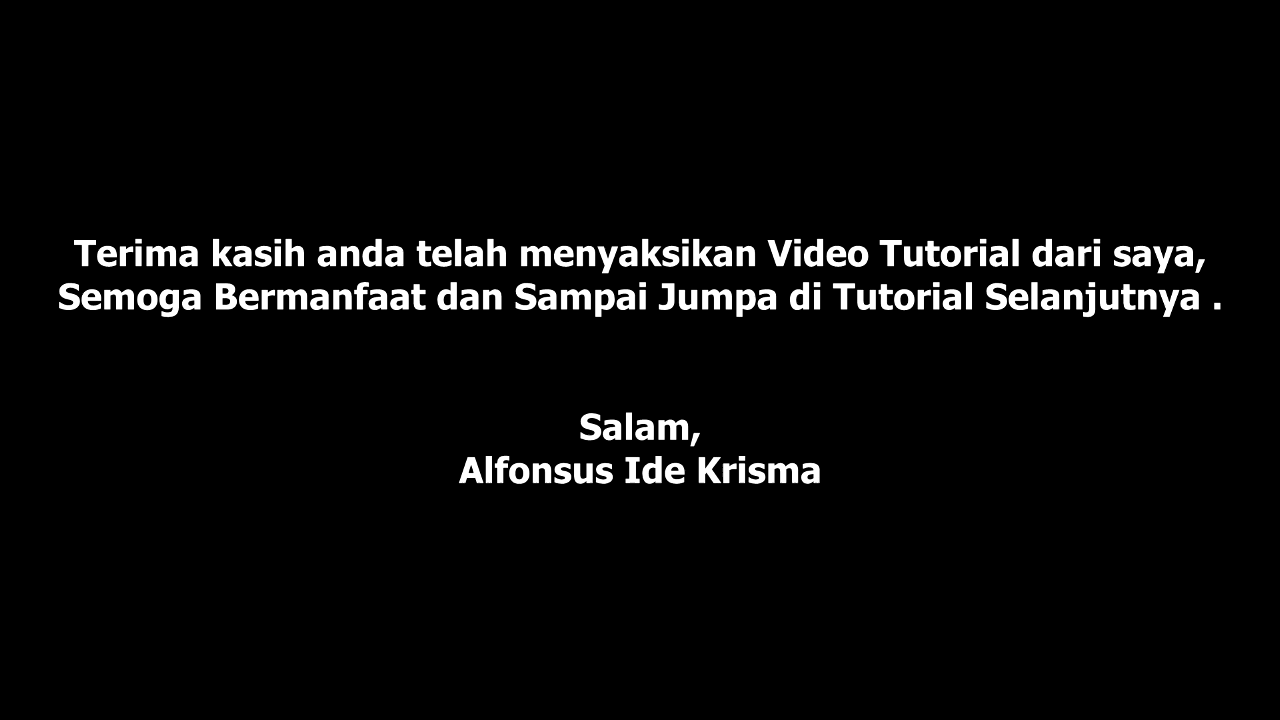 Terima kasih anda telah menyaksikan Video Tutorial dari saya,
Semoga Bermanfaat dan Sampai Jumpa di Tutorial Selanjutnya .
Salam,
Alfonsus Ide Krisma